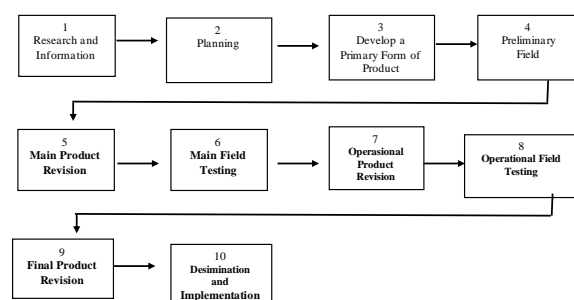 1
Research and
Information
2
Planning
3
Develop a
Primary Form of
Product
4
Preliminary
Field
5
Main Product
Revision
6
Main Field
Testing
7
Operasional
Product
Revision
8
Operational Field
Testing
9
Final Product
Revision
10
Desimination
and
Implementation